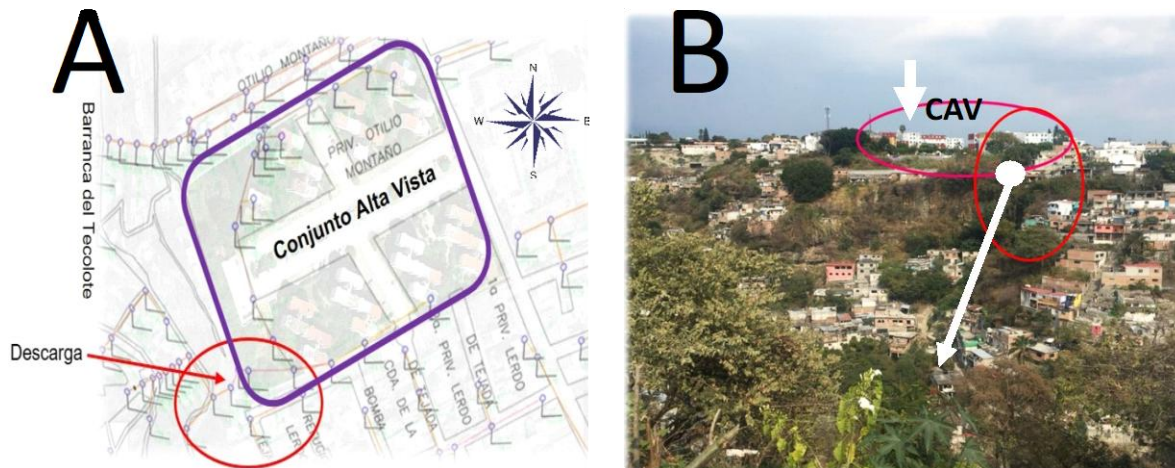 A
Barranca del Tecolote
OTILIO MONTAÑO
PRIV. OTILIO
MONTAÑO
Conjunto Alta Vista
N
W
S
Descarga
1a. PRIV. LERDO
DE TEJADA
PRIV. LERDO
DE TEJADA
CDA. DE LA
BOMBA
B
CAV